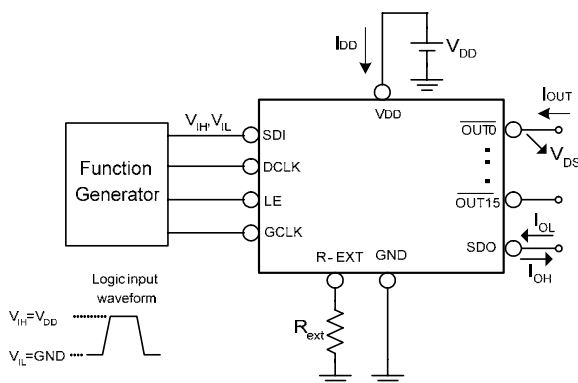 IDD
VDD
VDD
VIH, VIL
IOUT
Function
Generator
SDI
DCLK
LE
GCLK
OUT0
VDS
OUT15
IOL
SDO
IOH
R-EXT
GND
Logic input
waveform
VIH=VDD
VIL=GND
Rext